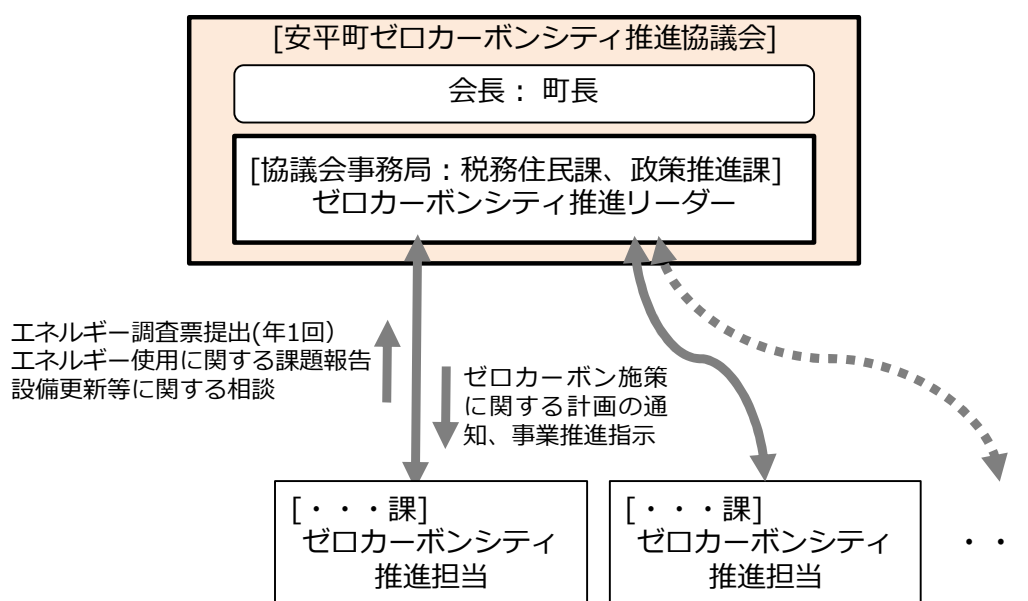 [安平町ゼロカーボンシティ推進協議会]
会長： 町長
[協議会事務局：税務住民課、政策推進課]
ゼロカーボンシティ推進リーダー
エネルギー調査票提出(年1回）
エネルギー使用に関する課題報告
設備更新等に関する相談
ゼロカーボン施策
に関する計画の通
知、事業推進指示
[・・・課]
ゼロカーボンシティ
推進担当
[・・・課]
ゼロカーボンシティ
推進担当
・・